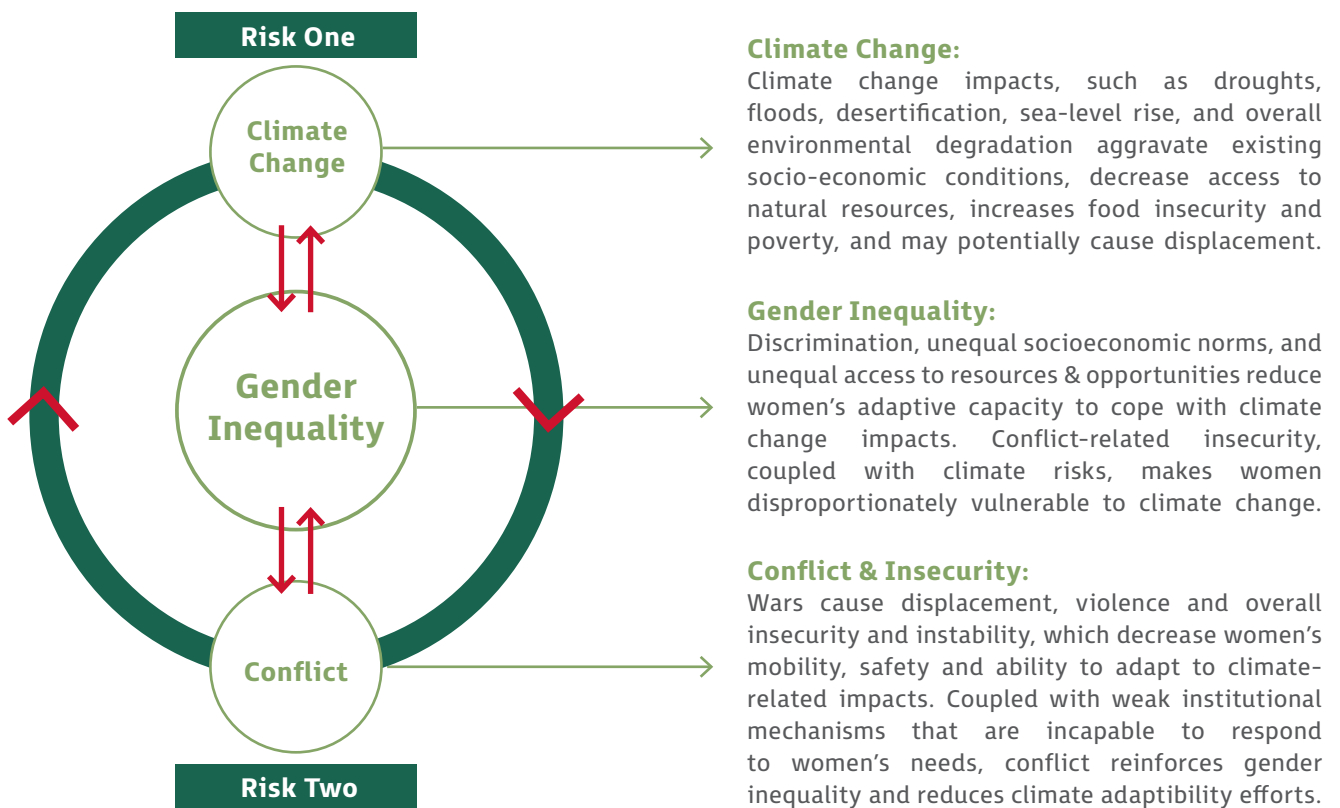 Risk One
Climate
Change
Gender
Inequality
Conflict
Risk Two
Climate Change:
Climate change impacts, such as droughts,
floods, desertification, sea-level rise, and overall
environmental degradation aggravate existing
socio-economic conditions, decrease access to
natural resources, increases food insecurity and
poverty, and may potentially cause displacement.
Gender Inequality:
Discrimination, unequal socioeconomic norms, and
unequal access to resources & opportunities reduce
women's adaptive capacity to cope with climate
change impacts. Conflict-related insecurity,
coupled with climate risks, makes women
disproportionately vulnerable to climate change.
Conflict & Insecurity:
Wars cause displacement, violence and overall
insecurity and instability, which decrease women's
mobility, safety and ability to adapt to climate-
related impacts. Coupled with weak institutional
mechanisms that are incapable to respond
to women's needs, conflict reinforces gender
inequality and reduces climate adaptibility efforts.